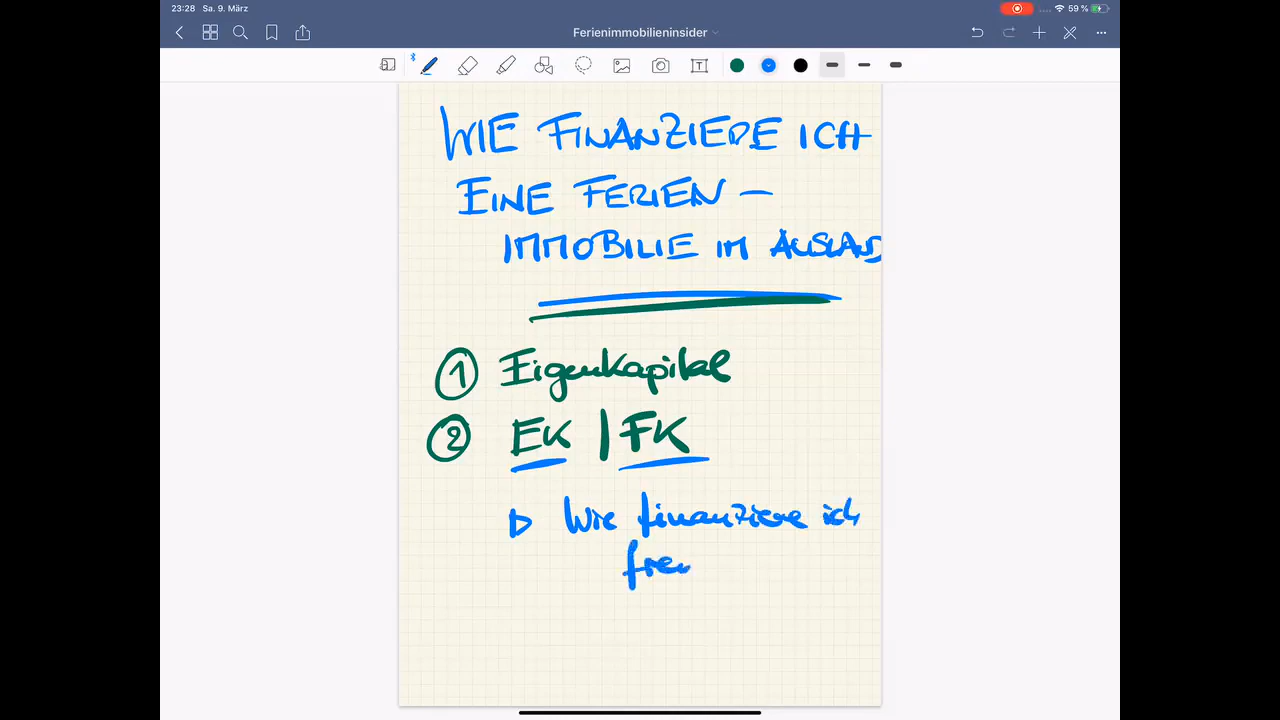 23:28 Sa. 9. März 59 %
Ferienimmobilieninsider
T
WIE FINANZIERE ICH
EINE FERIEN –
IMMOBILIE IM AUSLAND
1 Eigenkapital
2 EK | FK
Wie finanziere ich
fre